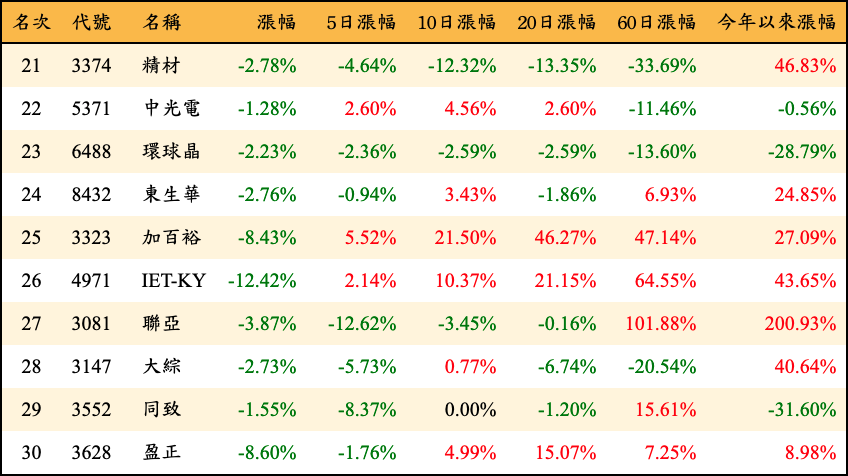 名次 代號 名稱 漲幅 5日漲幅 10日漲幅 20日漲幅 60日漲幅 今年以來漲幅
21 3374 精材 -2.78% -4.64% -12.32% -13.35% -33.69% 46.83%
22 5371 中光電 -1.28% 2.60% 4.56% 2.60% -11.46% -0.56%
23 6488 環球晶 -2.23% -2.36% -2.59% -2.59% -13.60% -28.79%
24 8432 東生華 -2.76% -0.94% 3.43% -1.86% 6.93% 24.85%
25 3323 加百裕 -8.43% 5.52% 21.50% 46.27% 47.14% 27.09%
26 4971 IET-KY -12.42% 2.14% 10.37% 21.15% 64.55% 43.65%
27 3081 聯亞 -3.87% -12.62% -3.45% -0.16% 101.88% 200.93%
28 3147 大綜 -2.73% -5.73% 0.77% -6.74% -20.54% 40.64%
29 3552 同致 -1.55% -8.37% 0.00% -1.20% 15.61% -31.60%
30 3628 盈正 -8.60% -1.76% 4.99% 15.07% 7.25% 8.98%